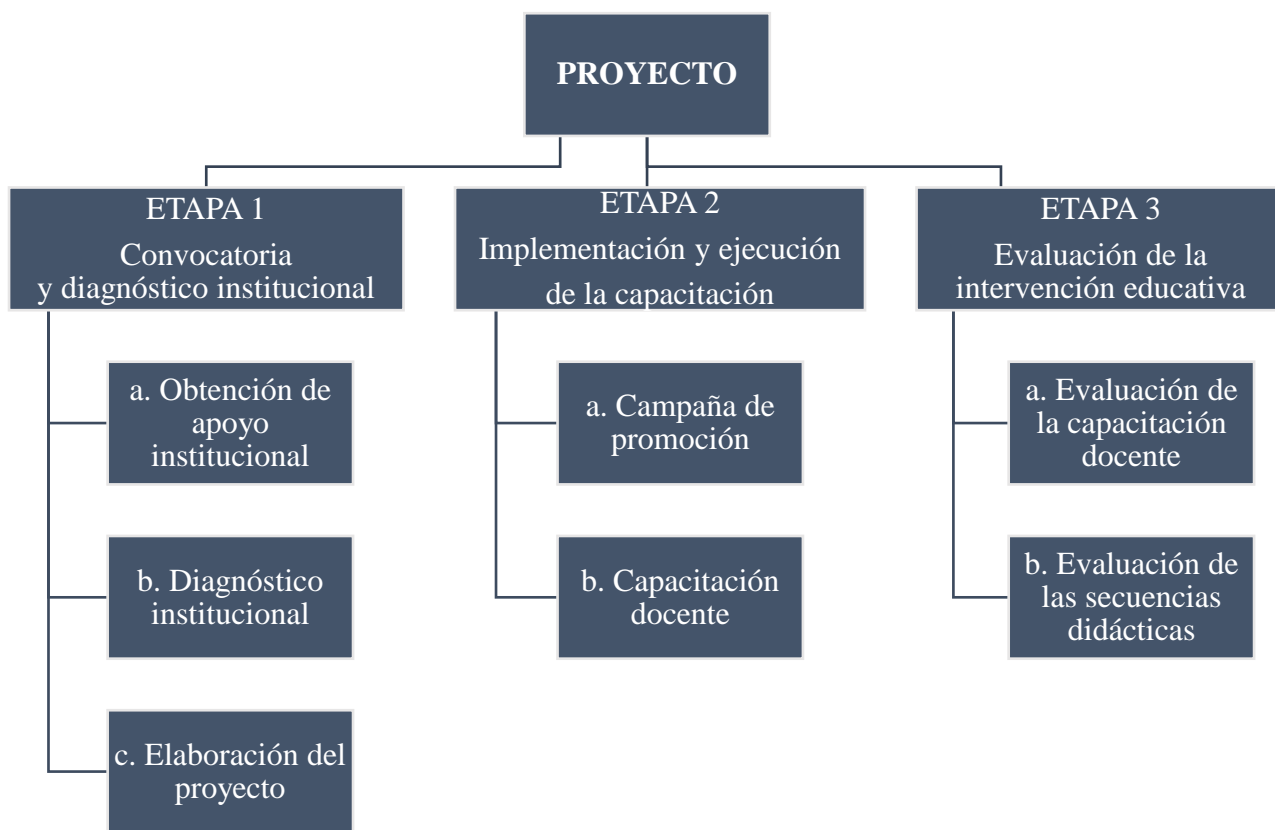 PROYECTO
ETAPA 1
Convocatoria
y diagnóstico institucional
a. Obtención de
apoyo
institucional
b. Diagnóstico
institucional
c. Elaboración del
proyecto
ETAPA 2
Implementación y ejecución
de la capacitación
a. Campaña de
promoción
b. Capacitación
docente
ETAPA 3
Evaluación de la
intervención educativa
a. Evaluación de
la capacitación
docente
b. Evaluación de
las secuencias
didácticas